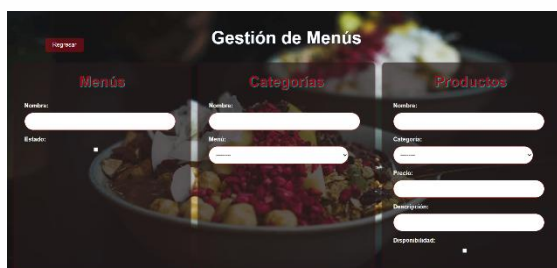 Regresar
Gestión de Menús
Menús
Nombre:
Estado:
Categorías
Nombre:
Menú:
--------
Productos
Nombre:
Categoría:
--------
Precio:
Descripción:
Disponibilidad: